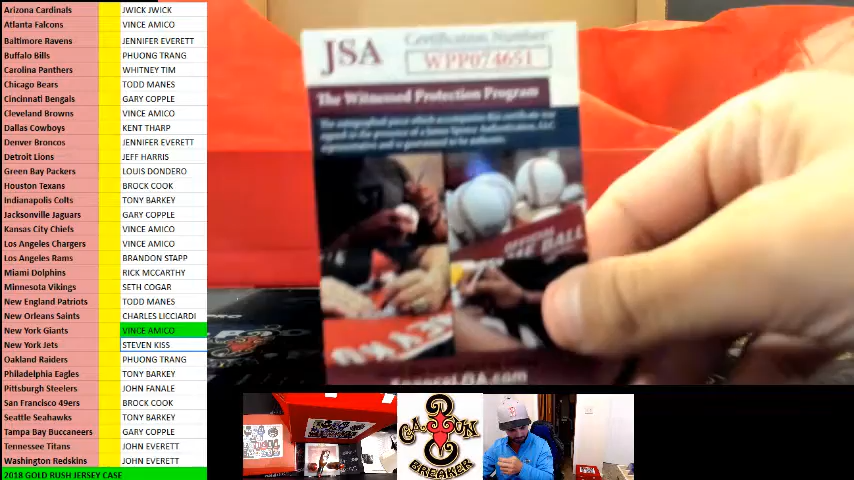 Arizona Cardinals JWICK JWICK
Atlanta Falcons VINCE AMICO
Baltimore Ravens JENNIFER EVERETT
Buffalo Bills PHUONG TRANG
Carolina Panthers WHITNEY TIM
Chicago Bears TODD MANES
Cincinnati Bengals GARY COPPLE
Cleveland Browns VINCE AMICO
Dallas Cowboys KENT THARP
Denver Broncos JENNIFER EVERETT
Detroit Lions JEFF HARRIS
Green Bay Packers LOUIS DONDERO
Houston Texans BROCK COOK
Indianapolis Colts TONY BARKEY
Jacksonville Jaguars GARY COPPLE
Kansas City Chiefs VINCE AMICO
Los Angeles Chargers VINCE AMICO
Los Angeles Rams BRANDON STAPP
Miami Dolphins RICK MCCARTHY
Minnesota Vikings SETH COGAR
New England Patriots TODD MANES
New Orleans Saints CHARLES LICCIARDI
New York Giants VINCE AMICO
New York Jets STEVEN KISS
Oakland Raiders PHUONG TRANG
Philadelphia Eagles TONY BARKEY
Pittsburgh Steelers JOHN FANALE
San Francisco 49ers BROCK COOK
Seattle Seahawks TONY BARKEY
Tampa Bay Buccaneers GARY COPPLE
Tennessee Titans JOHN EVERETT
Washington Redskins JOHN EVERETT
2018 GOLD RUSH JERSEY CASE
JSA
Certification Number
WPP074651
The Witnessed Protection Program
OFFICIAL
BALL
BREAKER